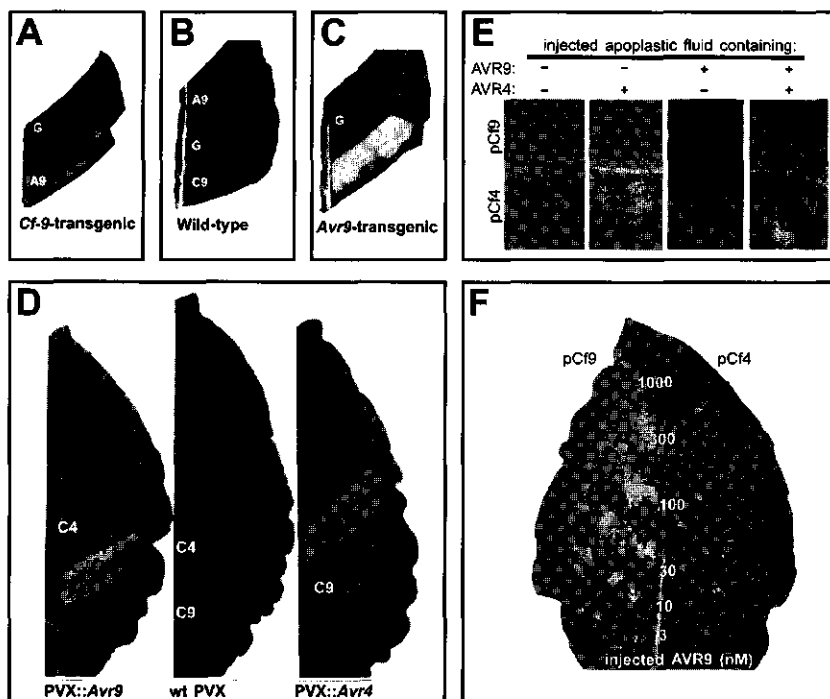 A
G
A9
Cf-9-transgenic
B
A9
G
C9
Wild-type
C
G
Avr9-transgenic
E
injected apoplastic fluid containing:
AVR9: - - + +
AVR4: - + - +
pCf9
pCf4
D
C4
PVX::Avr9
C4
C9
wt PVX
C9
PVX::Avr4
F
pCf9
pCf4
1000
300
100
30
10
3
injected AVR9 (nM)